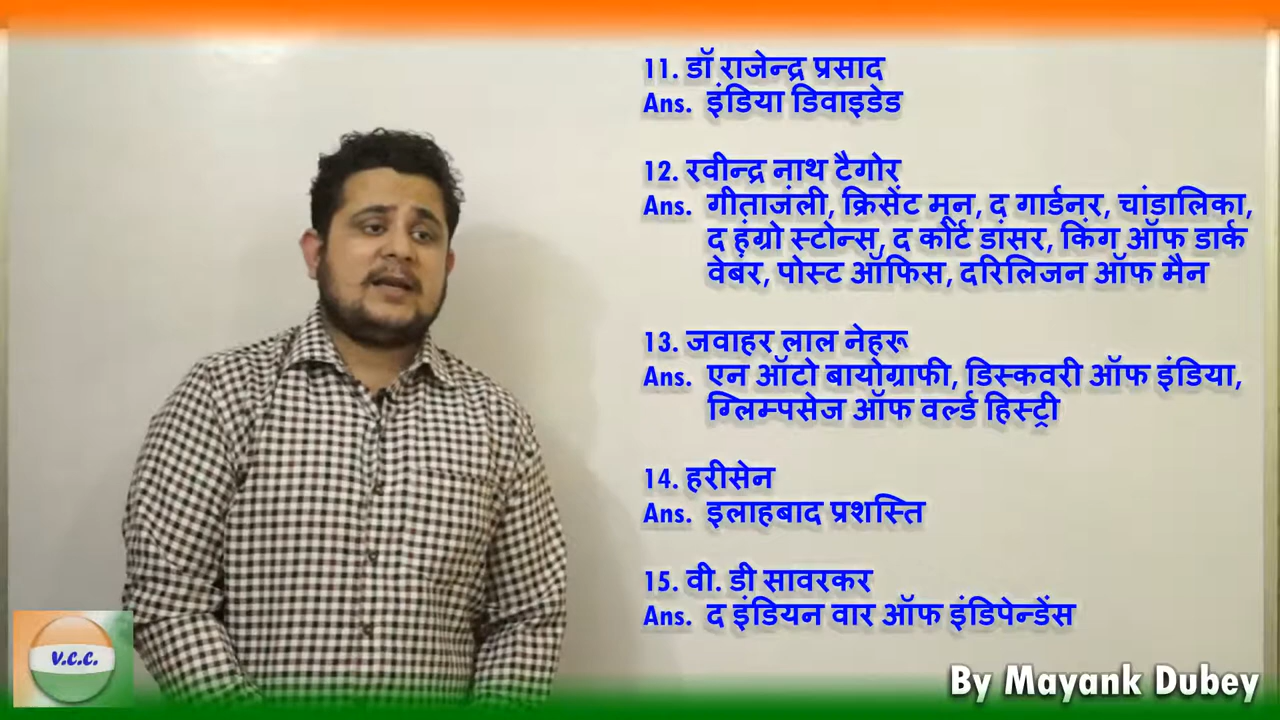 11. डॉ राजेन्द्र प्रसाद
Ans. इंडिया डिवाइडेड
12. रवीन्द्र नाथ टैगोर
Ans. गीताजंली, क्रिसेंट मून, द गार्डनर, चांडालिका,
द हंग्रो स्टोन्स, द कोर्ट डांसर, किंग ऑफ डार्क
वेबंर, पोस्ट ऑफिस, दरिलिजन ऑफ मैन
13. जवाहर लाल नेहरू
Ans. एन ऑटो बायोग्राफी, डिस्कवरी ऑफ इंडिया,
ग्लिम्पसेज ऑफ वर्ल्ड हिस्ट्री
14. हरीसेन
Ans. इलाहबाद प्रशस्ति
15. वी. डी सावरकर
Ans. द इंडियन वार ऑफ इंडिपेन्डेंस
V.C.C.
By Mayank Dubey